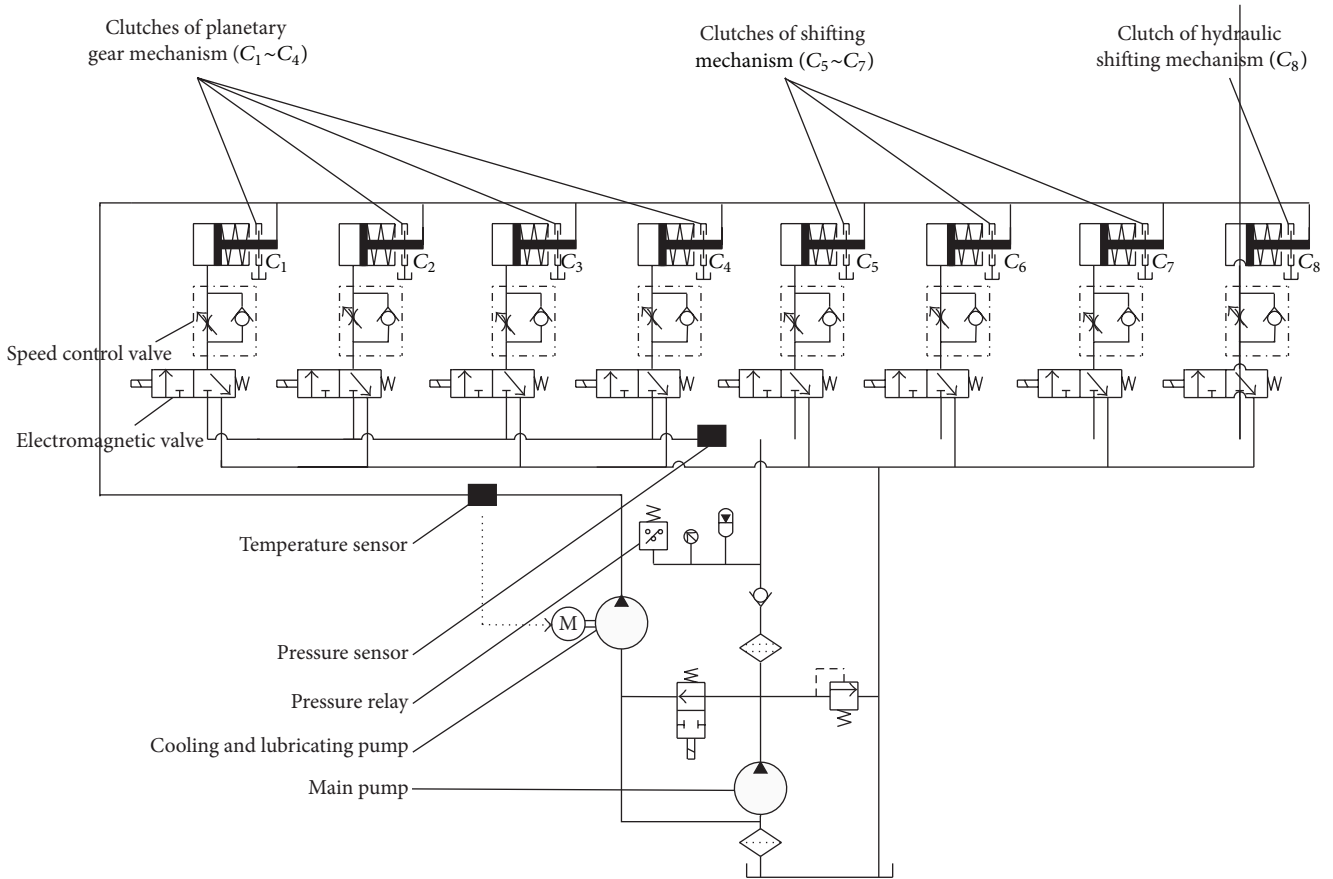 Clutches of planetary
gear mechanism (C₁~C₄)
Clutches of shifting
mechanism (C₅~C₇)
Clutch of hydraulic
shifting mechanism (C₈)
C₁
C₂
C₃
C₄
C₅
C₆
C₇
C₈
Speed control valve
Electromagnetic valve
Temperature sensor
M
Pressure sensor
Pressure relay
Cooling and lubricating pump
Main pump